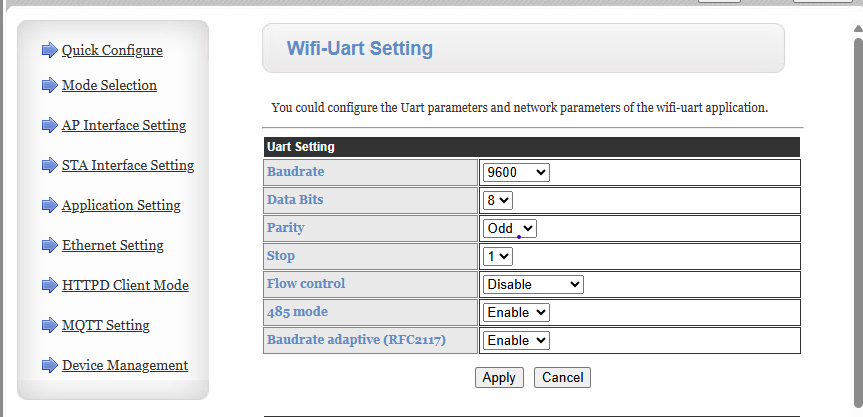 Quick Configure
Mode Selection
AP Interface Setting
STA Interface Setting
Application Setting
Ethernet Setting
HTTPD Client Mode
MQTT Setting
Device Management
Wifi-Uart Setting
You could configure the Uart parameters and network parameters of the wifi-uart application.
Uart Setting
Baudrate 9600
Data Bits 8
Parity Odd
Stop 1
Flow control Disable
485 mode Enable
Baudrate adaptive (RFC2117) Enable
Apply Cancel